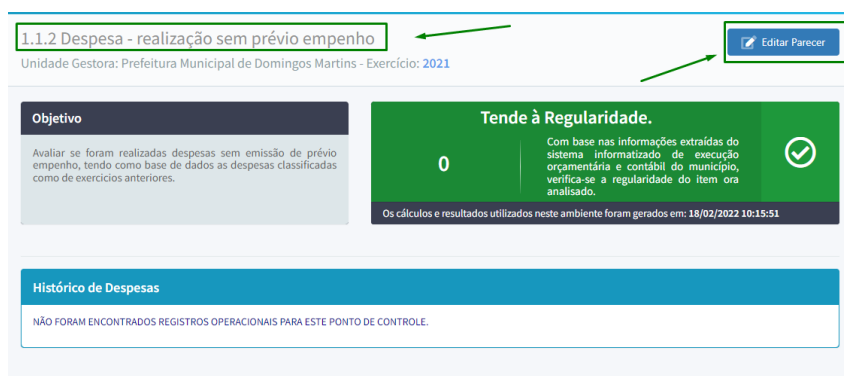 1.1.2 Despesa - realização sem prévio empenho
Editar Parecer
Unidade Gestora: Prefeitura Municipal de Domingos Martins - Exercício: 2021
Objetivo
Avaliar se foram realizadas despesas sem emissão de prévio
empenho, tendo como base de dados as despesas classificadas
como de exercicios anteriores.
Tende à Regularidade.
0
Com base nas informações extraídas do
sistema informatizado de execução
orçamentária e contábil do município,
verifica-se a regularidade do item ora
analisado.
Os cálculos e resultados utilizados neste ambiente foram gerados em: 18/02/2022 10:15:51
Histórico de Despesas
NÃO FORAM ENCONTRADOS REGISTROS OPERACIONAIS PARA ESTE PONTO DE CONTROLE.